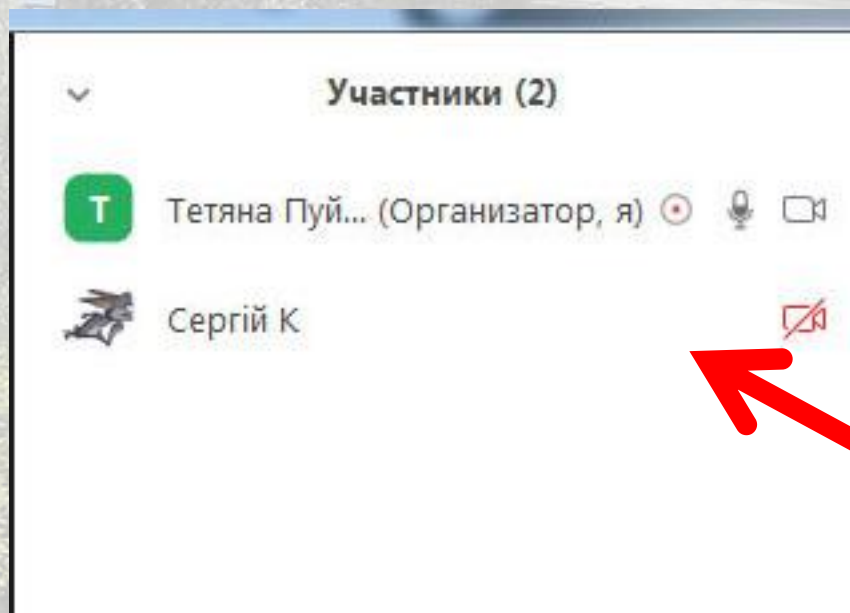 Участники (2)
Т Тетяна Пуй... (Организатор, я)
Сергій К